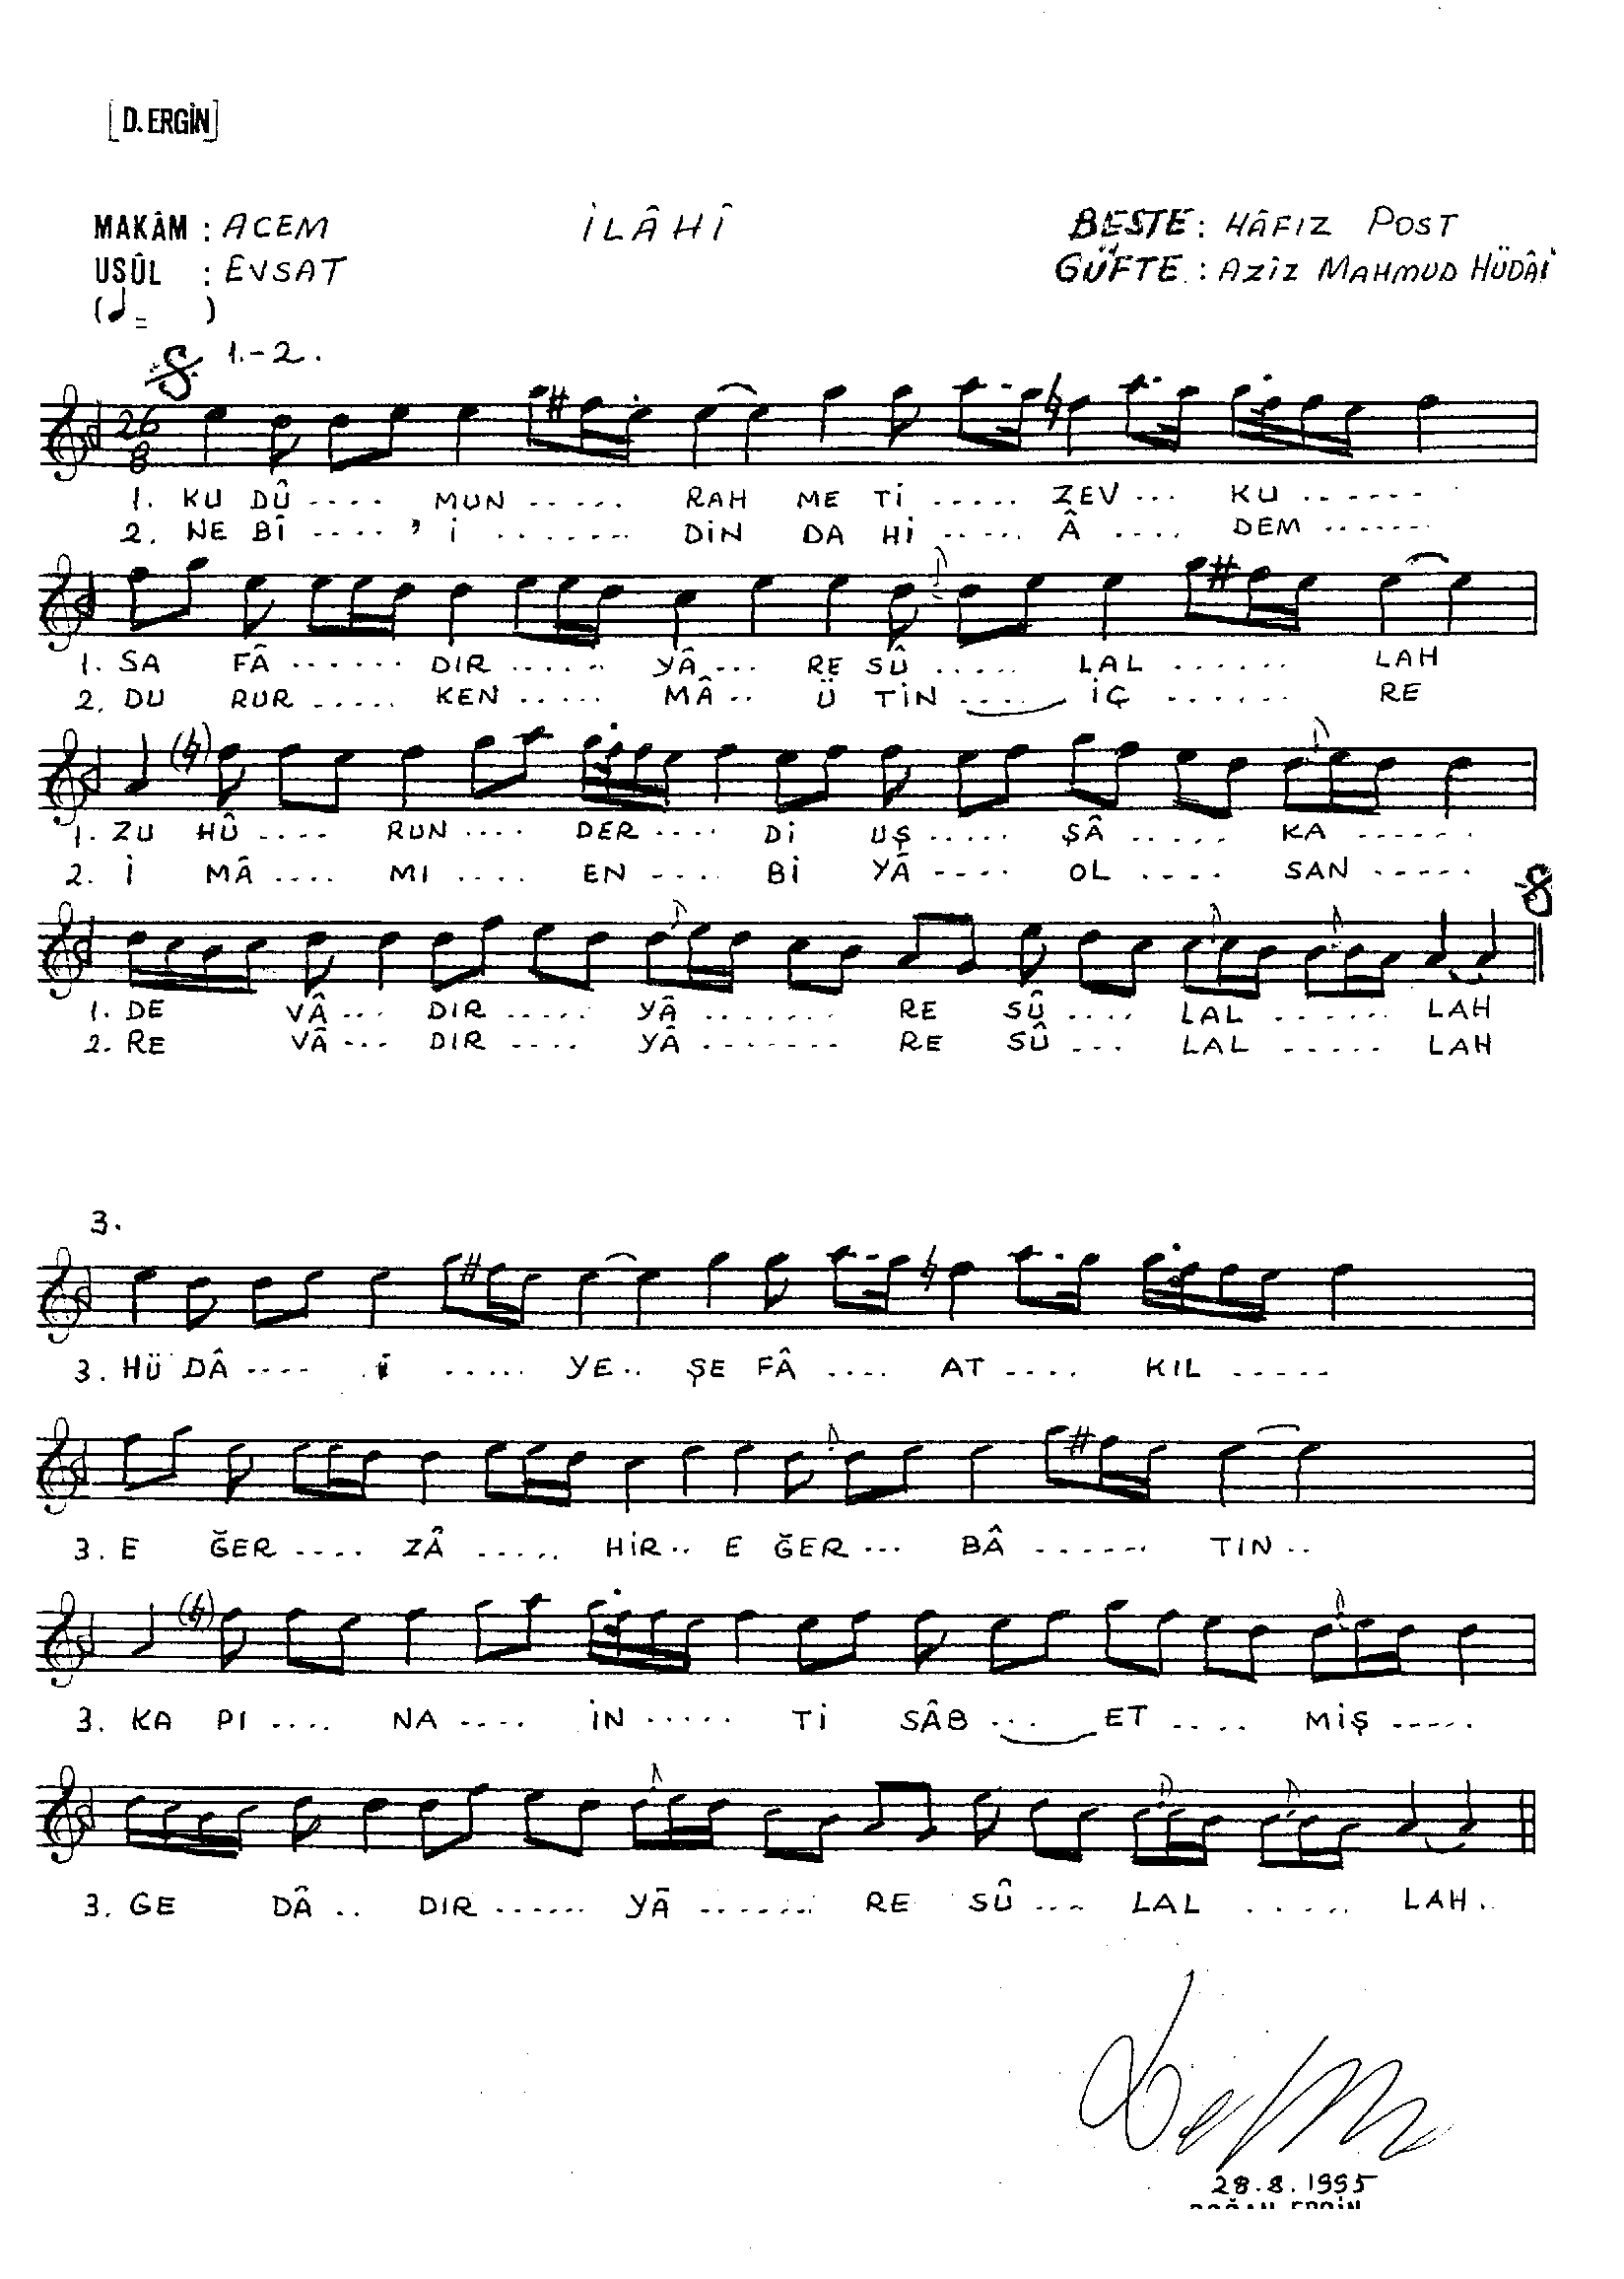 [D. ERGİN]
MAKÂM : ACEM
İLÂHÎ
BESTE : HÂFIZ POST
USÛL : EVSAT
GÜFTE : AZİZ MAHMUD HÜDÂİ
(♩= )
1.-2.
26
8
1. KU DÛ .... MUN ..... RAH ME Tİ ..... ZEV ... KU ......
2. NE BÎ ....' İ ....... DİN DA Hİ ..... Â .... DEM .......
1. SA FÂ ...... DIR ..... YÂ... RE SÛ ..... LAL ...... LAH
2. DU RUR ..... KEN ..... MÂ.. Ü TİN .... İÇ ...... RE
1. ZU HÛ .... RUN .... DER .... Dİ UŞ ..... ŞÂ ..... KA ......
2. İ MÂ .... MI .... EN .... Bİ YÂ .... OL .... SAN .....
1. DE VÂ ... DIR ..... YÂ ....... RE SÛ .... LAL ...... LAH
2. RE VÂ ... DIR .... YÂ ....... RE SÛ ... LAL ..... LAH
3.
3. HÜ DÂ .... İ ..... YE.. ŞE FÂ .... AT .... KIL .....
3. E ĞER .... ZÂ ..... HİR.. E ĞER ... BÂ ...... TIN ..
3. KA PI .... NA .... İN ..... Tİ SÂB ... ET .... MİŞ .....
3. GE DÂ .. DIR ...... YÂ ...... RE SÛ ... LAL ..... LAH..
28.8.1995
DOĞAN ERGİN